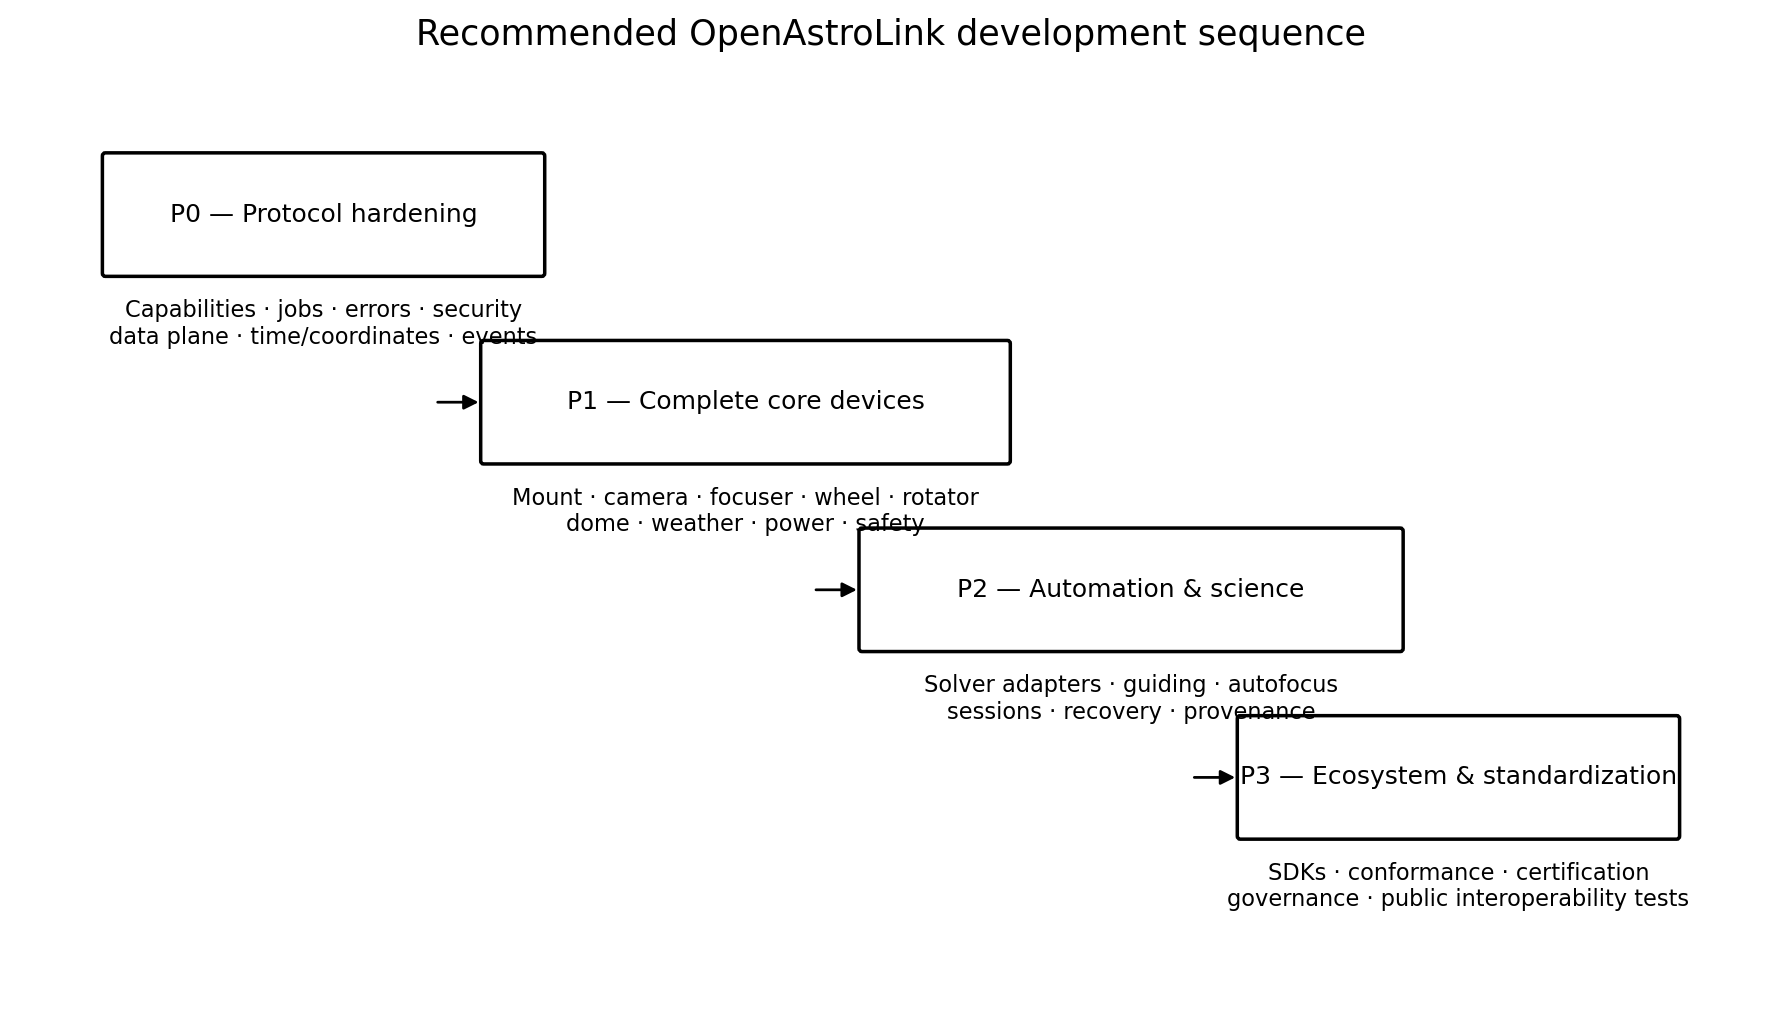 Recommended OpenAstroLink development sequence
P0 — Protocol hardening
Capabilities · jobs · errors · security
data plane · time/coordinates · events
P1 — Complete core devices
Mount · camera · focuser · wheel · rotator
dome · weather · power · safety
P2 — Automation & science
Solver adapters · guiding · autofocus
sessions · recovery · provenance
P3 — Ecosystem & standardization
SDKs · conformance · certification
governance · public interoperability tests